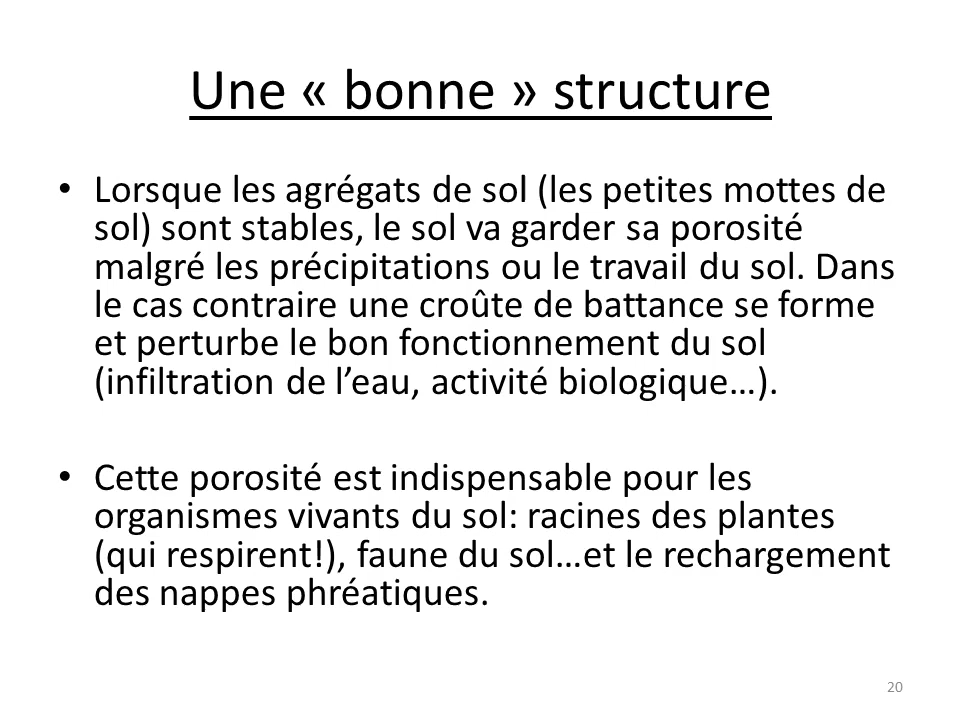 Une « bonne » structure
• Lorsque les agrégats de sol (les petites mottes de
sol) sont stables, le sol va garder sa porosité
malgré les précipitations ou le travail du sol. Dans
le cas contraire une croûte de battance se forme
et perturbe le bon fonctionnement du sol
(infiltration de l’eau, activité biologique…).
• Cette porosité est indispensable pour les
organismes vivants du sol: racines des plantes
(qui respirent!), faune du sol…et le rechargement
des nappes phréatiques.
20